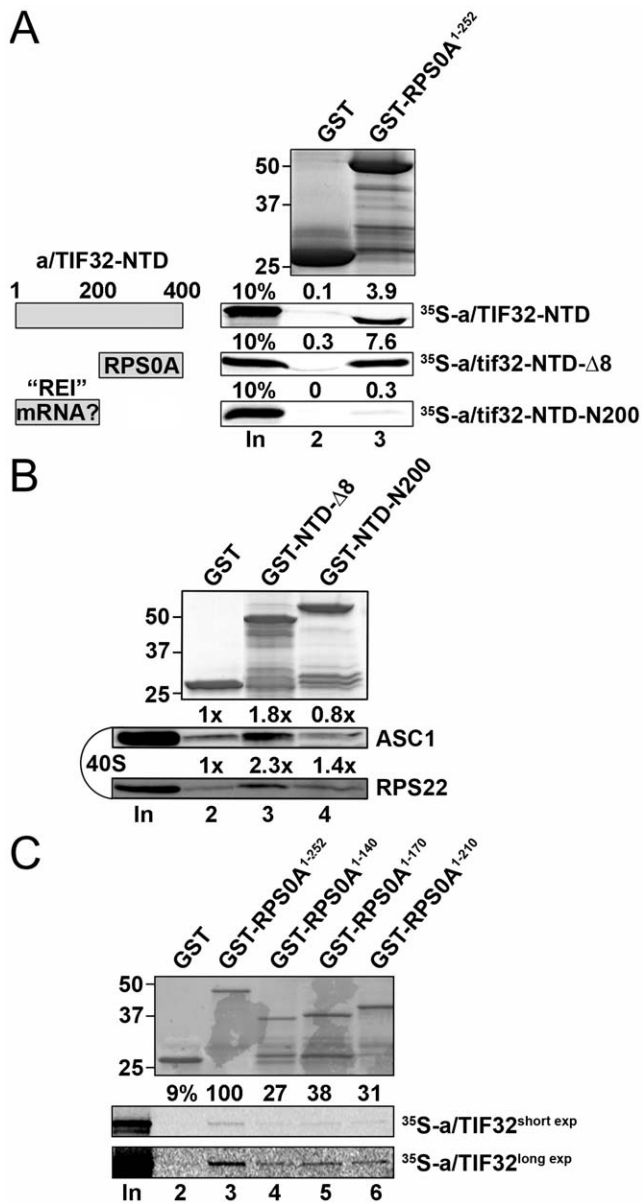 A
GST
GST-RPS0A1-252
50
37
25
a/TIF32-NTD
1 200 400
RPS0A
"REI"
mRNA?
10% 0.1 3.9
35S-a/TIF32-NTD
10% 0.3 7.6
35S-a/tif32-NTD-Δ8
10% 0 0.3
35S-a/tif32-NTD-N200
In 2 3
B
GST
GST-NTD-Δ8
GST-NTD-N200
50
37
25
1x 1.8x 0.8x
ASC1
40S
1x 2.3x 1.4x
RPS22
In 2 3 4
C
GST
GST-RPS0A1-252
GST-RPS0A1-140
GST-RPS0A1-170
GST-RPS0A1-210
50
37
25
9% 100 27 38 31
35S-a/TIF32short exp
35S-a/TIF32long exp
In 2 3 4 5 6